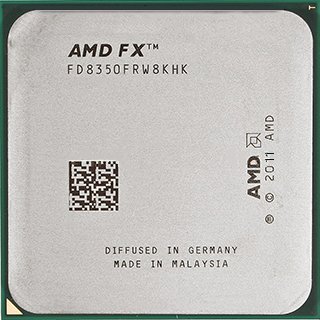 AMD FX™
FD8350FRW8KHK
AMD
© 2011 AMD
DIFFUSED IN GERMANY
MADE IN MALAYSIA